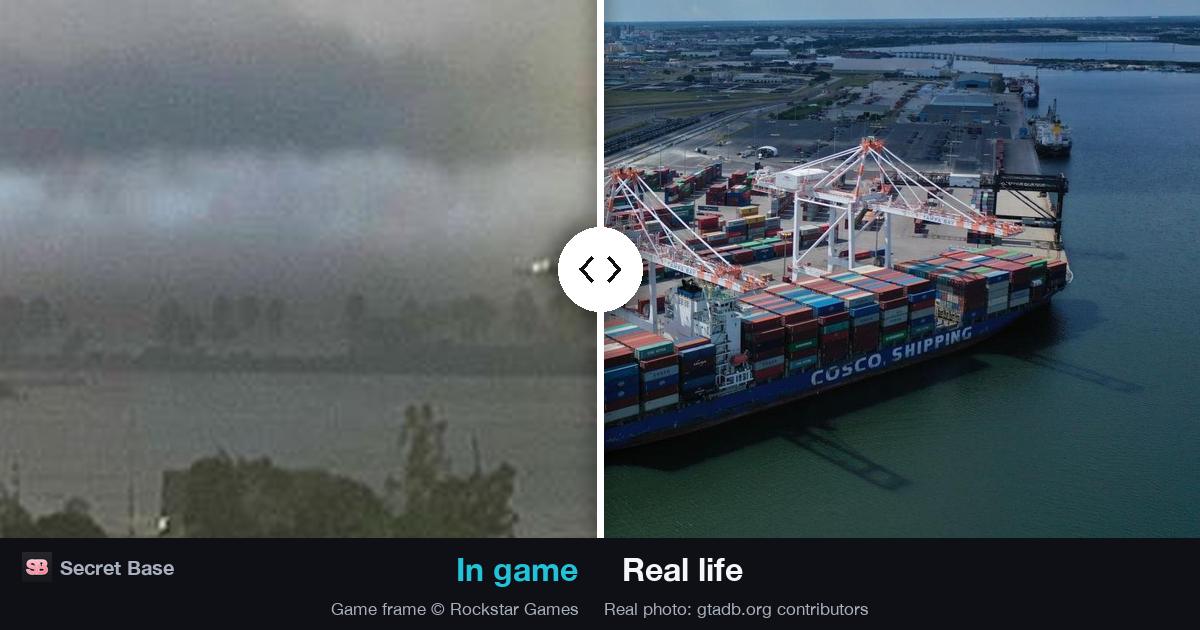 COSCO SHIPPING
SB Secret Base
In game
Real life
Game frame © Rockstar Games
Real photo: gtadb.org contributors